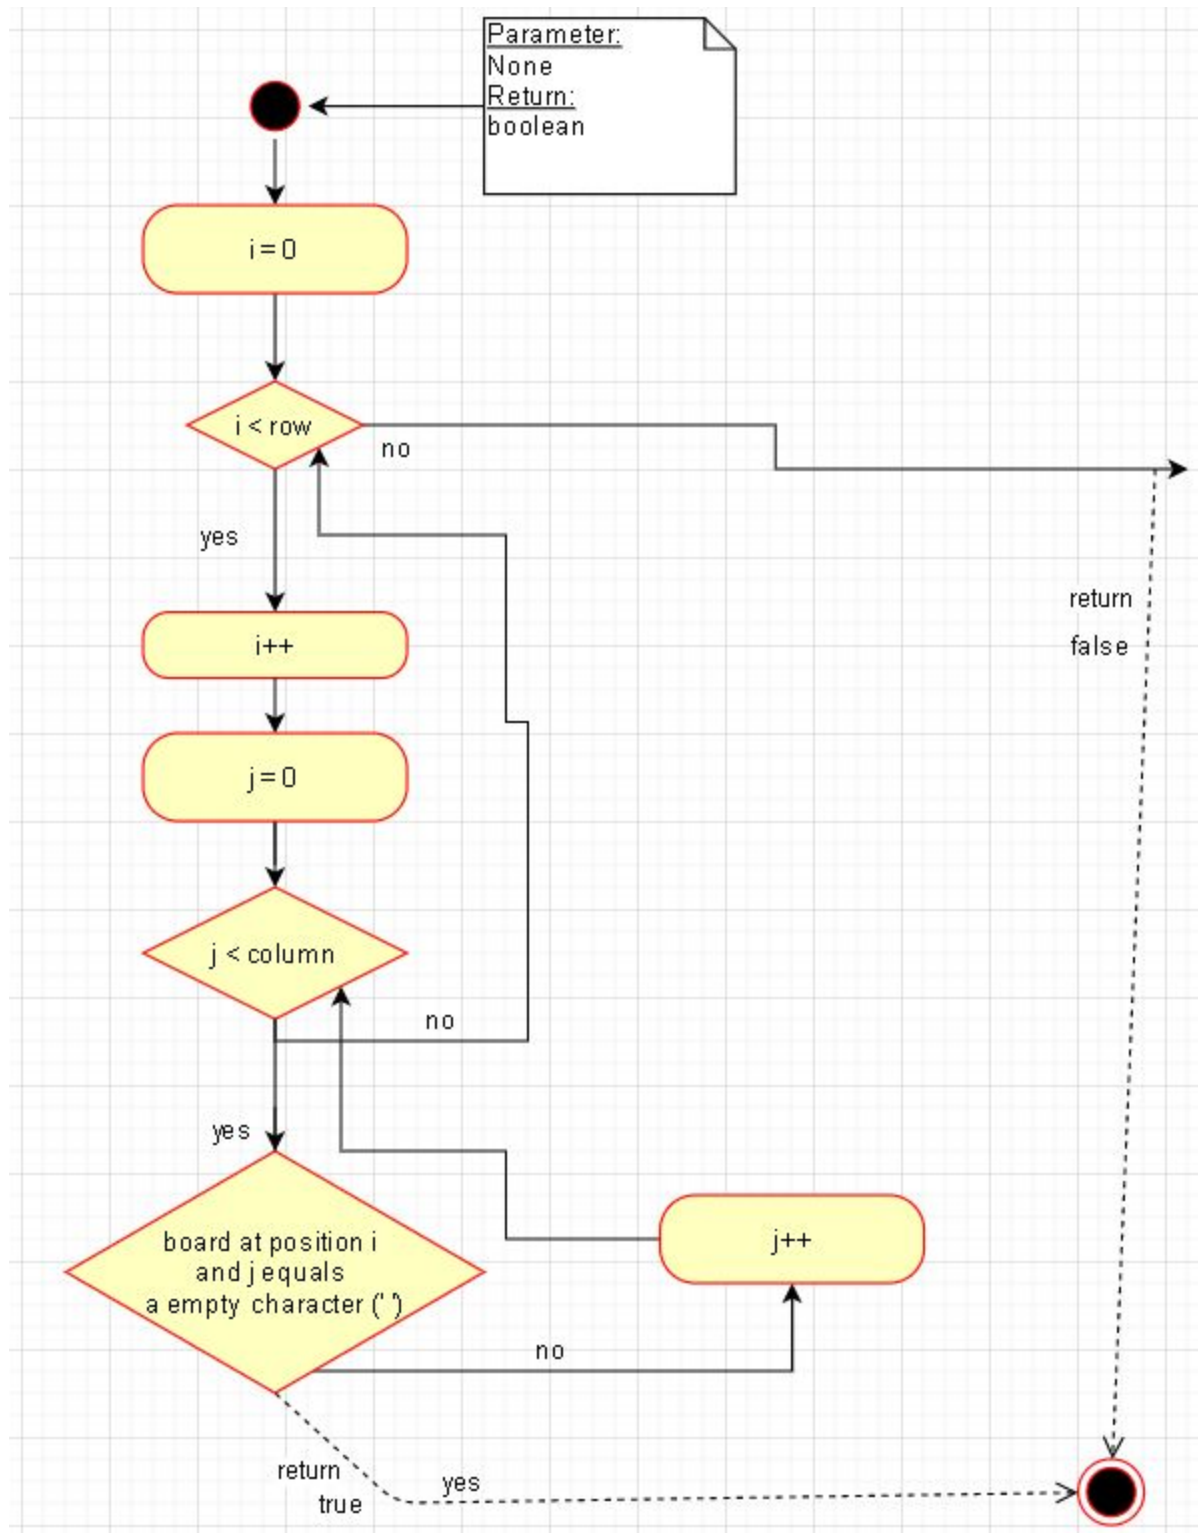 Parameter:
None
Return:
boolean
i = 0
i < row
no
yes
return
false
i++
j = 0
j < column
no
yes
board at position i
and j equals
a empty character (' ')
j++
no
return
true
yes